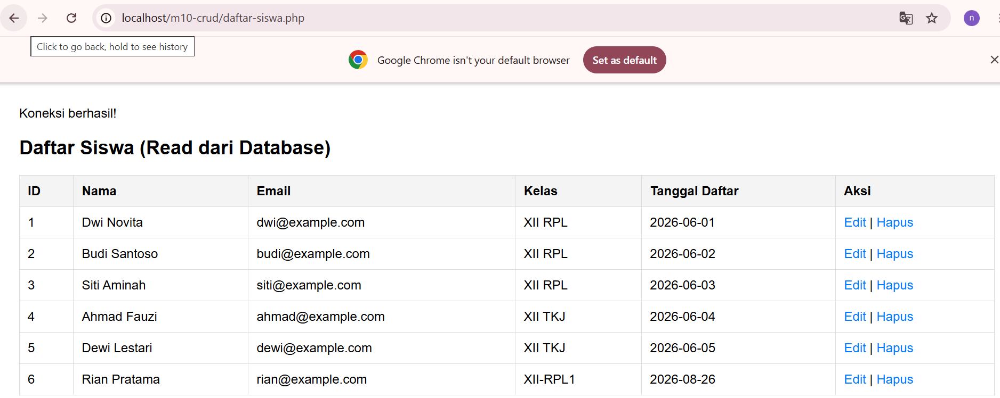 localhost/m10-crud/daftar-siswa.php
n
Click to go back, hold to see history
Google Chrome isn't your default browser
Set as default
Koneksi berhasil!
Daftar Siswa (Read dari Database)
ID Nama Email Kelas Tanggal Daftar Aksi
1 Dwi Novita dwi@example.com XII RPL 2026-06-01 Edit | Hapus
2 Budi Santoso budi@example.com XII RPL 2026-06-02 Edit | Hapus
3 Siti Aminah siti@example.com XII RPL 2026-06-03 Edit | Hapus
4 Ahmad Fauzi ahmad@example.com XII TKJ 2026-06-04 Edit | Hapus
5 Dewi Lestari dewi@example.com XII TKJ 2026-06-05 Edit | Hapus
6 Rian Pratama rian@example.com XII-RPL1 2026-08-26 Edit | Hapus